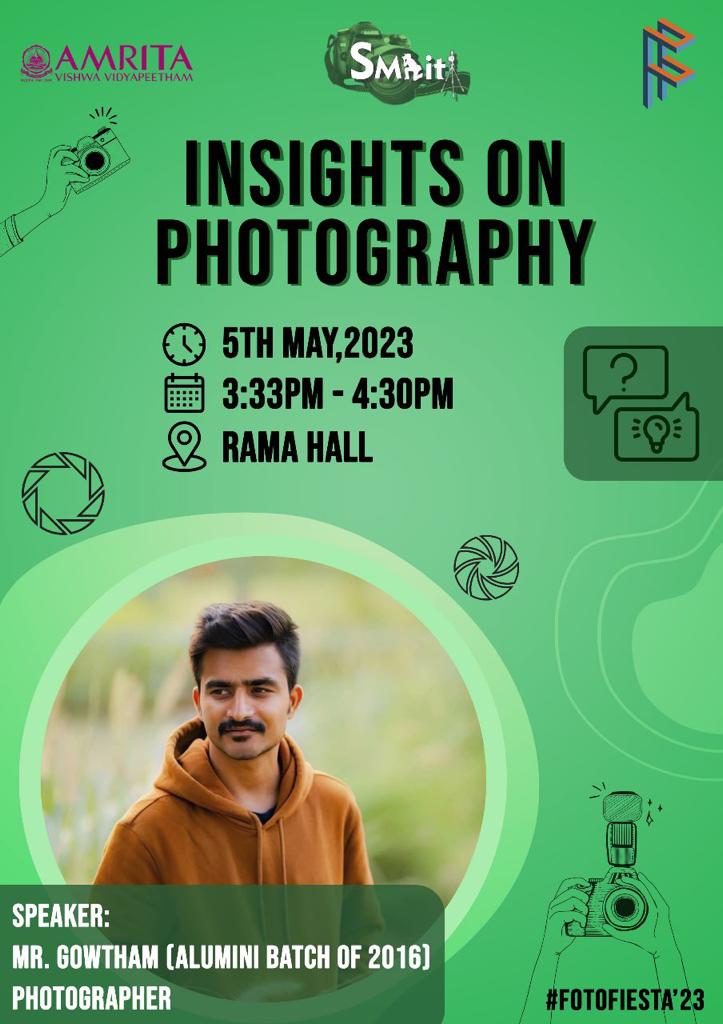 AMRITA
VISHWA VIDYAPEETHAM
SMRiti
INSIGHTS ON
PHOTOGRAPHY
5TH MAY,2023
3:33PM - 4:30PM
RAMA HALL
?
SPEAKER:
MR. GOWTHAM (ALUMINI BATCH OF 2016)
PHOTOGRAPHER
#FOTOFIESTA'23